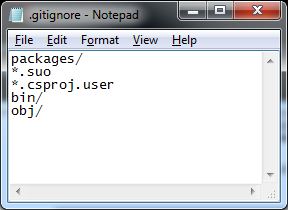 .gitignore - Notepad
File Edit Format View Help
packages/
*.suo
*.csproj.user
bin/
obj/